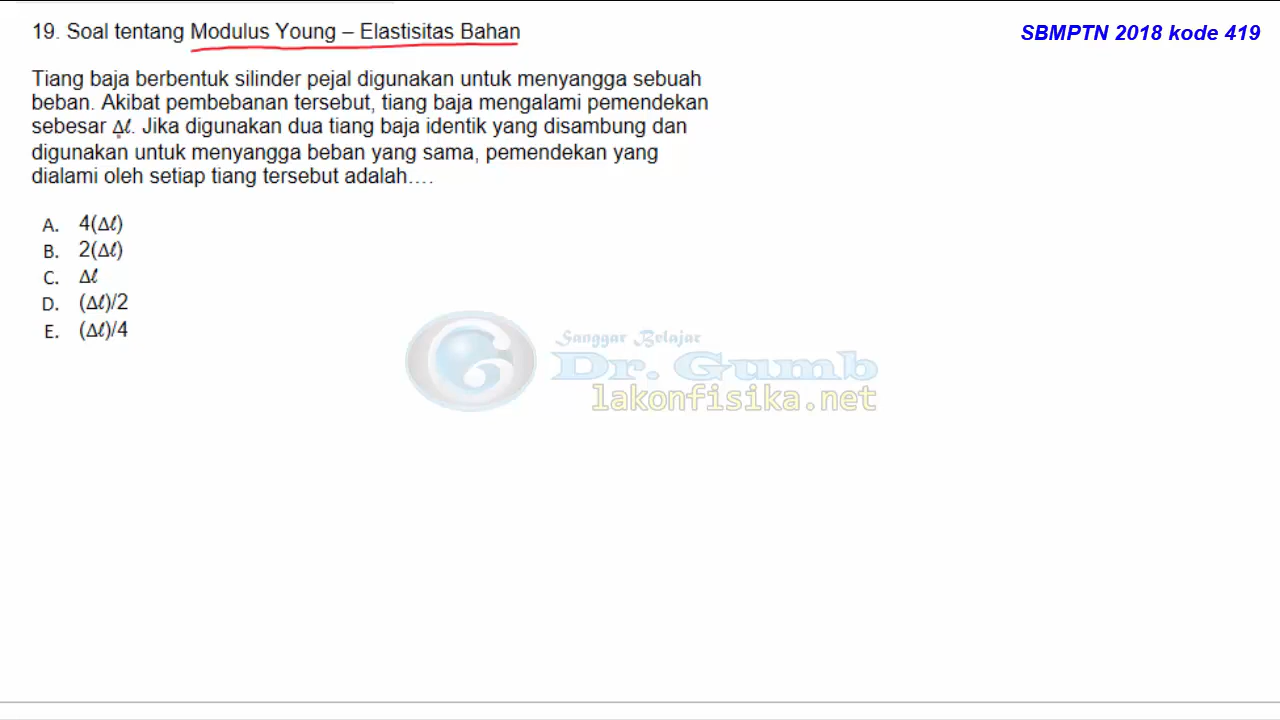 19. Soal tentang Modulus Young – Elastisitas Bahan
SBMPTN 2018 kode 419
Tiang baja berbentuk silinder pejal digunakan untuk menyangga sebuah
beban. Akibat pembebanan tersebut, tiang baja mengalami pemendekan
sebesar Δℓ. Jika digunakan dua tiang baja identik yang disambung dan
digunakan untuk menyangga beban yang sama, pemendekan yang
dialami oleh setiap tiang tersebut adalah….
A. 4(Δℓ)
B. 2(Δℓ)
C. Δℓ
D. (Δℓ)/2
E. (Δℓ)/4
Sanggar Belajar
Dr. Gumb
lakonfisika.net